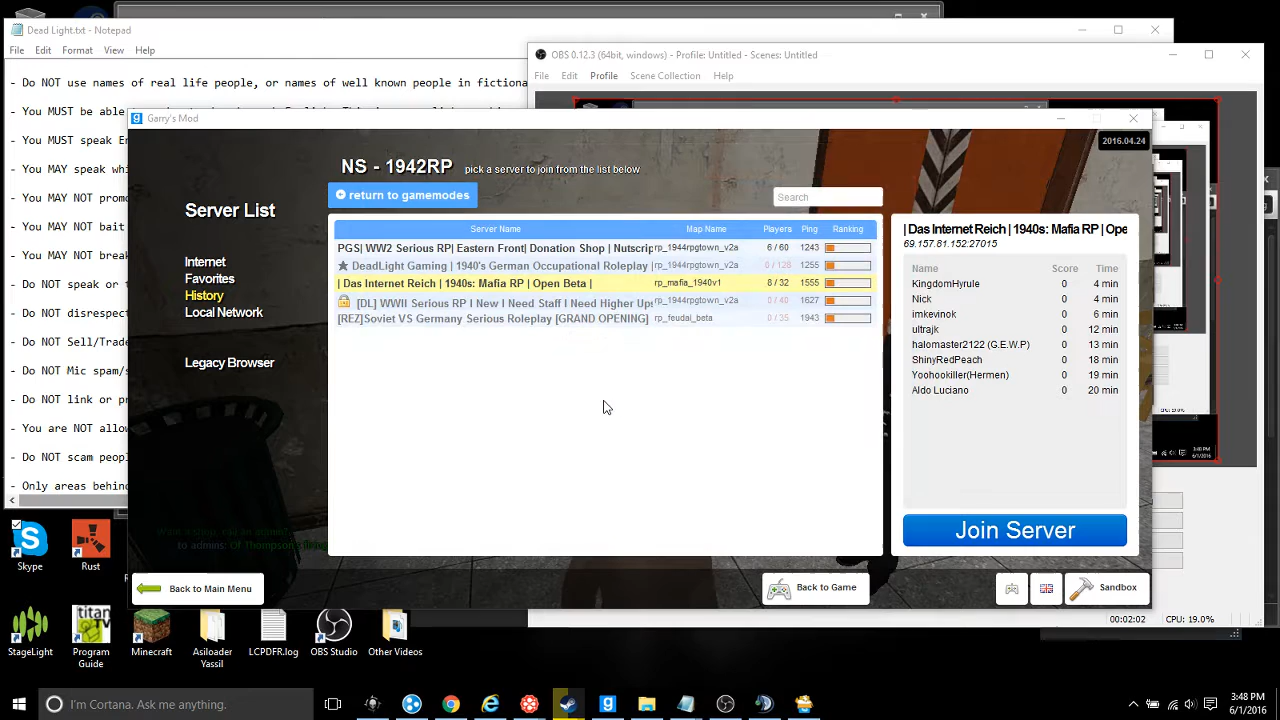 Dead Light.txt - Notepad
File Edit Format View Help
- Do NOT use names of real life people, or names of well known people in fictiona
- You MUST be able
- You MUST speak En
- You MAY speak whi
- You MAY NOT promo
- You MAY NOT bait
- You MAY NOT break
- Do NOT disrespect
- Do NOT Sell/Trade
- Do NOT Mic spam/s
- Do NOT link or pr
- You are NOT allow
- Do NOT scam peopl
- Only areas behin
OBS 0.12.3 (64bit, windows) - Profile: Untitled - Scenes: Untitled
File Edit Profile Scene Collection Help
Garry's Mod
2016.04.24
NS - 1942RP pick a server to join from the list below
return to gamemodes
Search
Server List
Internet
Favorites
History
Local Network
Legacy Browser
Server Name Map Name Players Ping Ranking
PGS| WW2 Serious RP| Eastern Front| Donation Shop | Nutscrip rp_1944rpgtown_v2a 6 / 60 1243
DeadLight Gaming | 1940's German Occupational Roleplay | rp_1944rpgtown_v2a 0 / 128 1255
| Das Internet Reich | 1940s: Mafia RP | Open Beta | rp_mafia_1940v1 8 / 32 1555
[DL] WWII Serious RP I New I Need Staff I Need Higher Ups rp_1944rpgtown_v2a 0 / 40 1627
[REZ]Soviet VS Germany Serious Roleplay [GRAND OPENING] rp_feudal_beta 0 / 35 1943
| Das Internet Reich | 1940s: Mafia RP | Ope
69.157.81.152:27015
Name Score Time
KingdomHyrule 0 4 min
Nick 0 4 min
imkevinok 0 6 min
ultrajk 0 12 min
halomaster2122 (G.E.W.P) 0 13 min
ShinyRedPeach 0 18 min
Yoohookiller(Hermen) 0 19 min
Aldo Luciano 0 20 min
Join Server
Back to Main Menu
Back to Game
Sandbox
00:02:02 CPU: 19.0%
Skype
Rust
StageLight
Program Guide
Minecraft
Asiloader Yassil
LCPDFR.log
OBS Studio
Other Videos
I'm Cortana. Ask me anything.
3:48 PM
6/1/2016